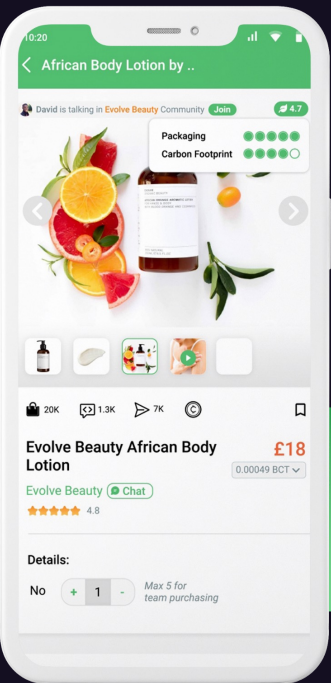 10:20
African Body Lotion by ..
David is talking in Evolve Beauty Community Join 4.7
Packaging
Carbon Footprint
20K 1.3K 7K ©
Evolve Beauty African Body
Lotion
£18
0.00049 BCT
Evolve Beauty Chat
4.8
Details:
No + 1 -
Max 5 for
team purchasing